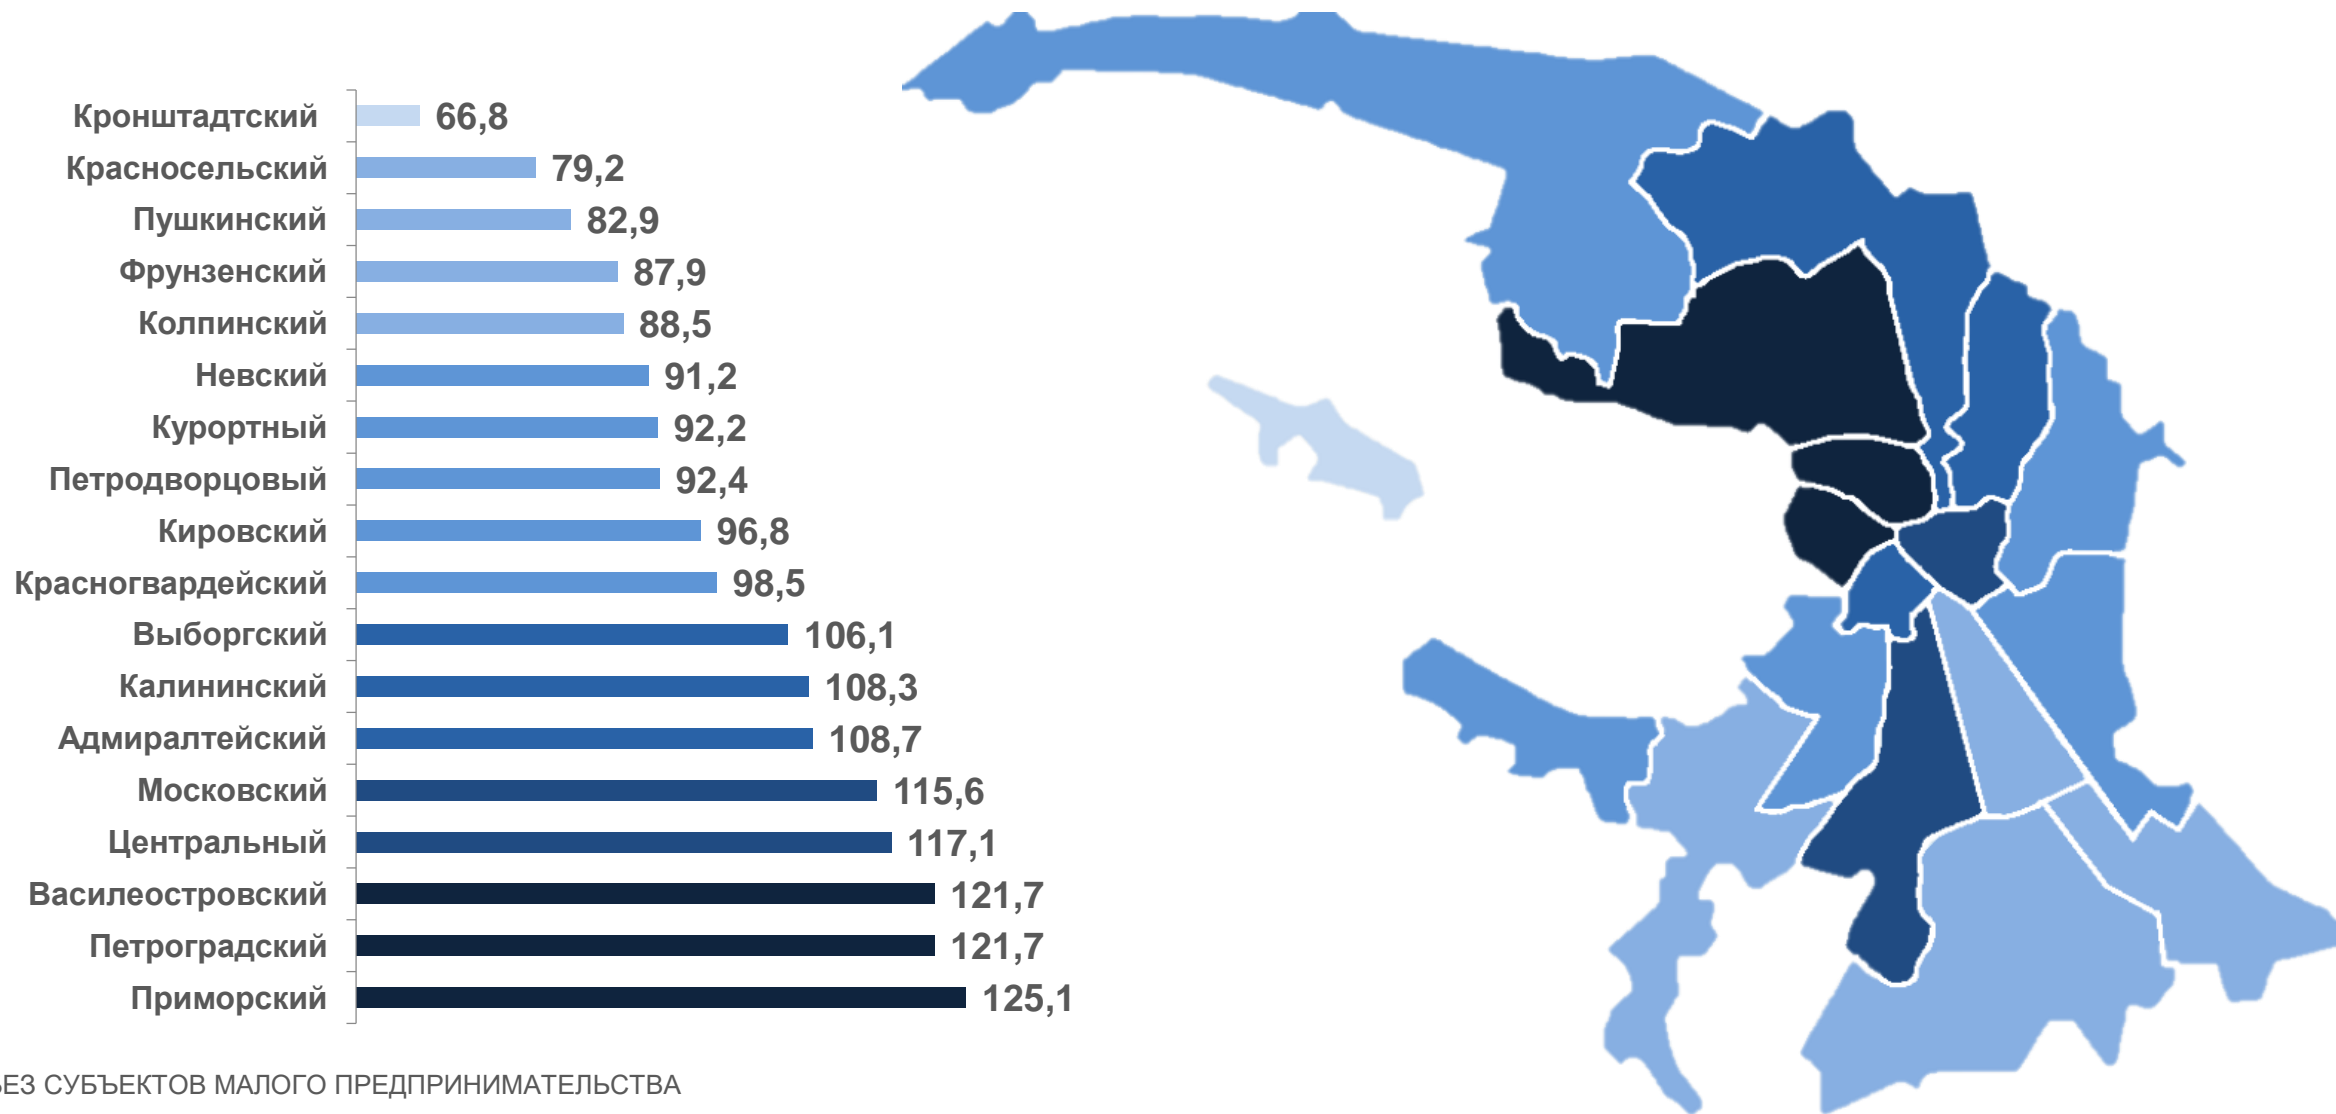 Кронштадтский 66,8
Красносельский 79,2
Пушкинский 82,9
Фрунзенский 87,9
Колпинский 88,5
Невский 91,2
Курортный 92,2
Петродворцовый 92,4
Кировский 96,8
Красногвардейский 98,5
Выборгский 106,1
Калининский 108,3
Адмиралтейский 108,7
Московский 115,6
Центральный 117,1
Василеостровский 121,7
Петроградский 121,7
Приморский 125,1
БЕЗ СУБЪЕКТОВ МАЛОГО ПРЕДПРИНИМАТЕЛЬСТВА